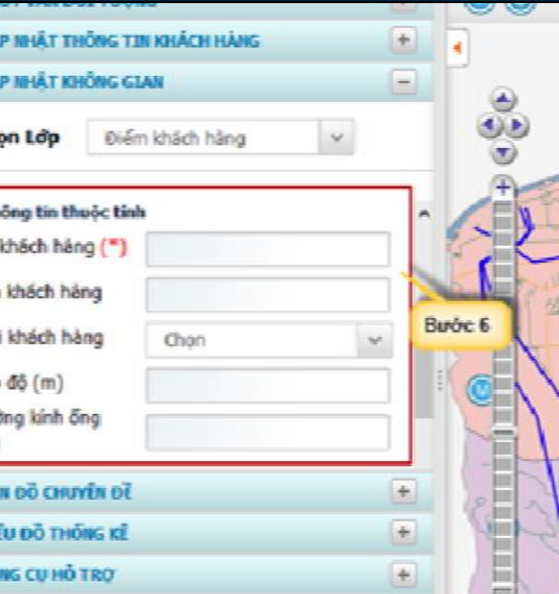 P NHẬT THÔNG TIN KHÁCH HÀNG
P NHẬT KHÔNG GIAN
ọn Lớp Điểm khách hàng
ông tin thuộc tính
khách hàng (*)
khách hàng
i khách hàng Chọn
độ (m)
Bước 6
ờng kính ống
N ĐỒ CHUYÊN ĐỀ
ỂU ĐỒ THỐNG KÊ
NG CỤ HỖ TRỢ